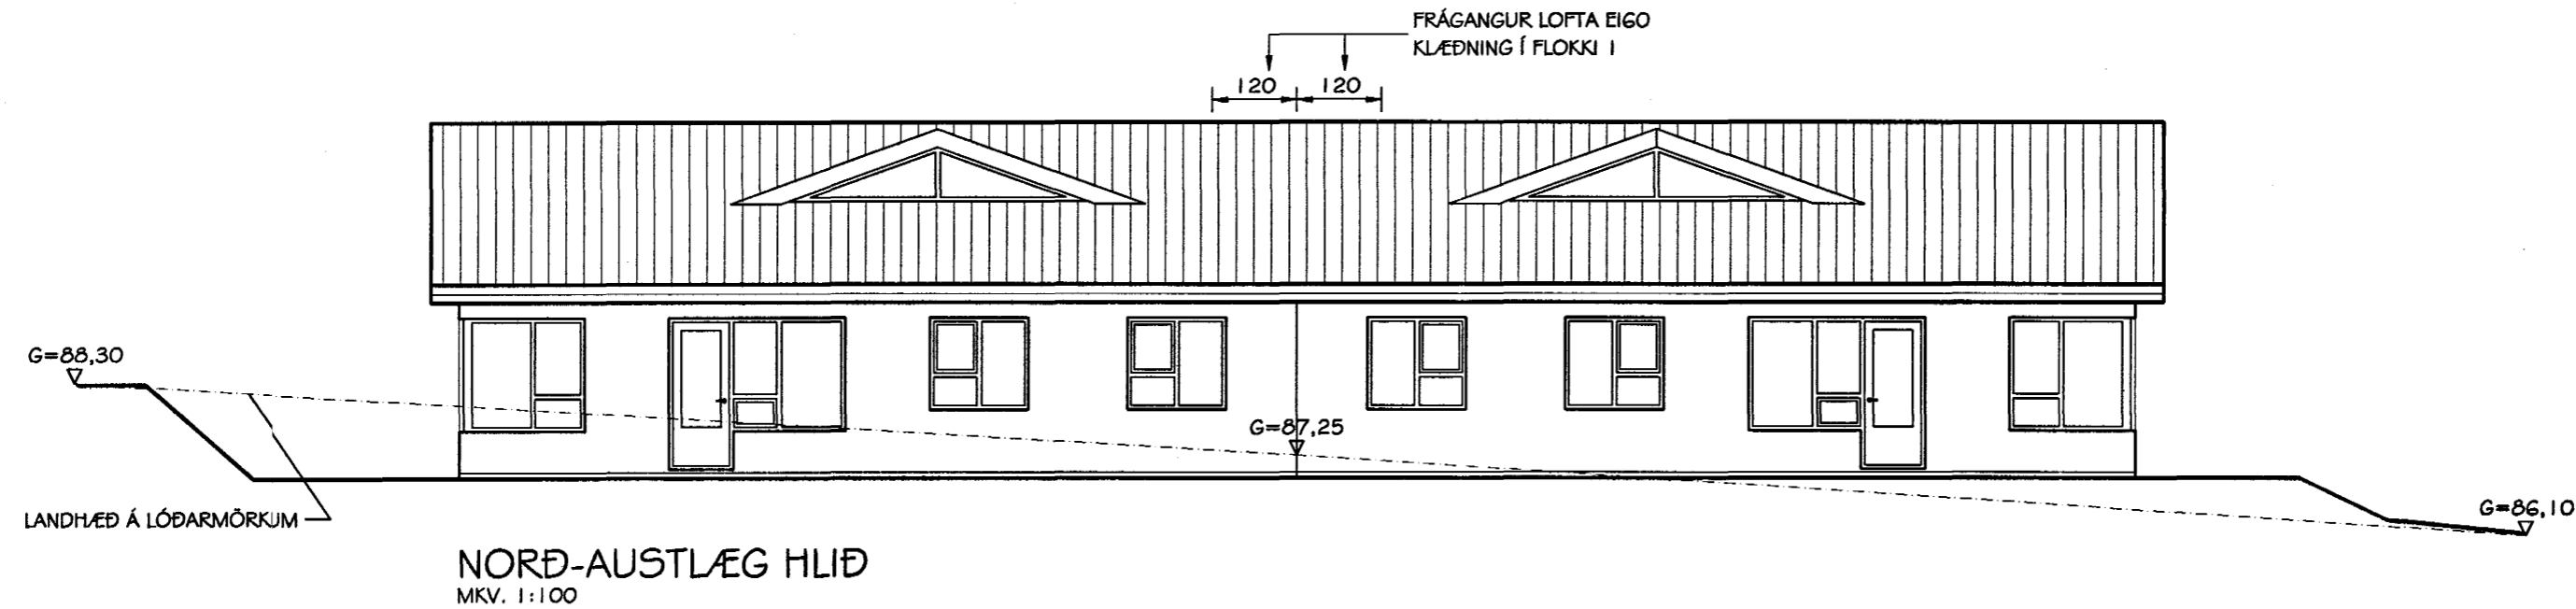 FRÁGANGUR LOFTA EI60
KLÆÐNING Í FLOKKI 1
120 120
G=88,30
G=87,25
G=86,10
LANDHÆÐ Á LÓÐARMÖRKUM
NORÐ-AUSTLÆG HLIÐ
MKV. 1:100